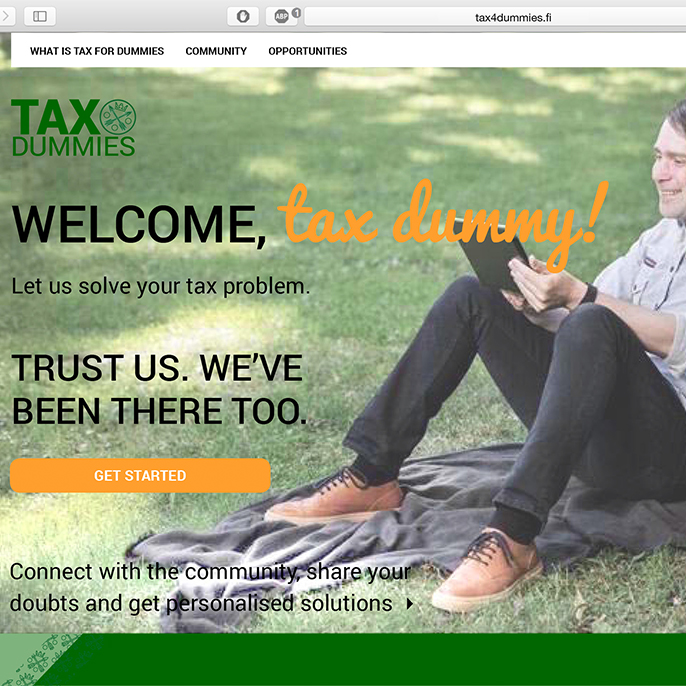 ABP 1
tax4dummies.fi
WHAT IS TAX FOR DUMMIES COMMUNITY OPPORTUNITIES
TAX
DUMMIES
WELCOME, tax dummy!
Let us solve your tax problem.
TRUST US. WE’VE
BEEN THERE TOO.
GET STARTED
Connect with the community, share your
doubts and get personalised solutions